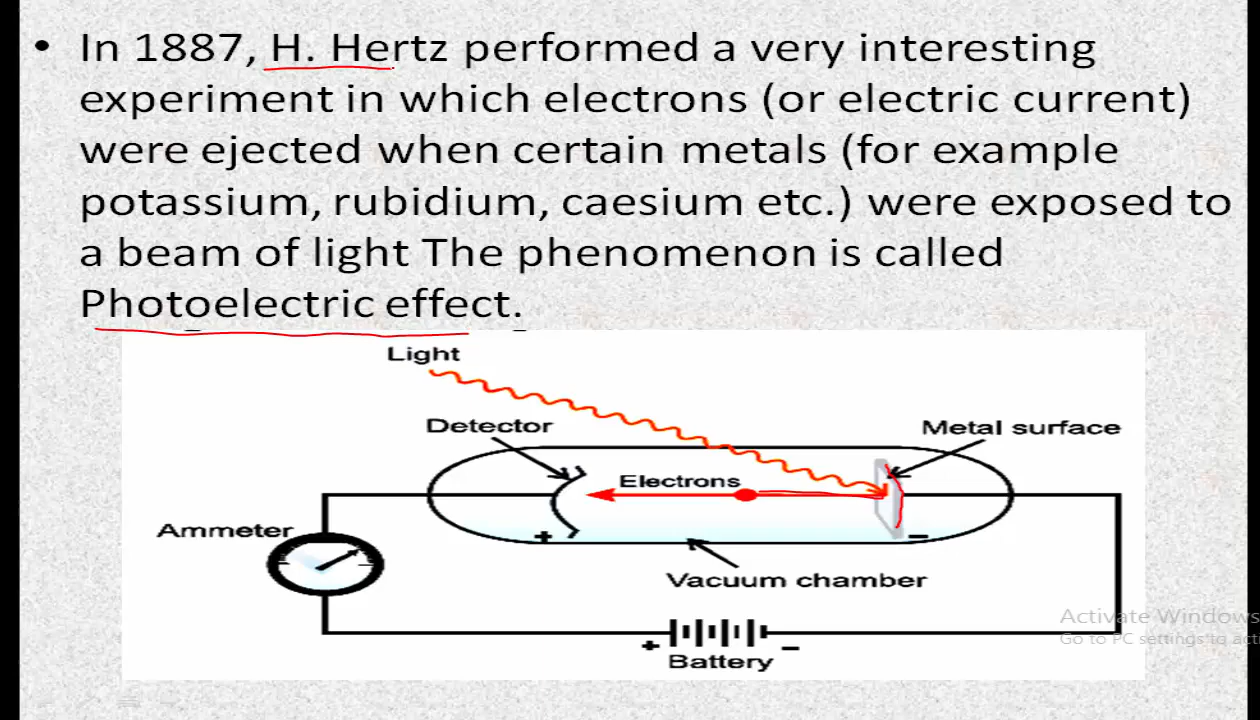 • In 1887, H. Hertz performed a very interesting
experiment in which electrons (or electric current)
were ejected when certain metals (for example
potassium, rubidium, caesium etc.) were exposed to
a beam of light The phenomenon is called
Photoelectric effect.
Light
Detector
Metal surface
Electrons
Ammeter
+
−
Vacuum chamber
Activate Windows
Go to PC settings to acti
+
−
Battery